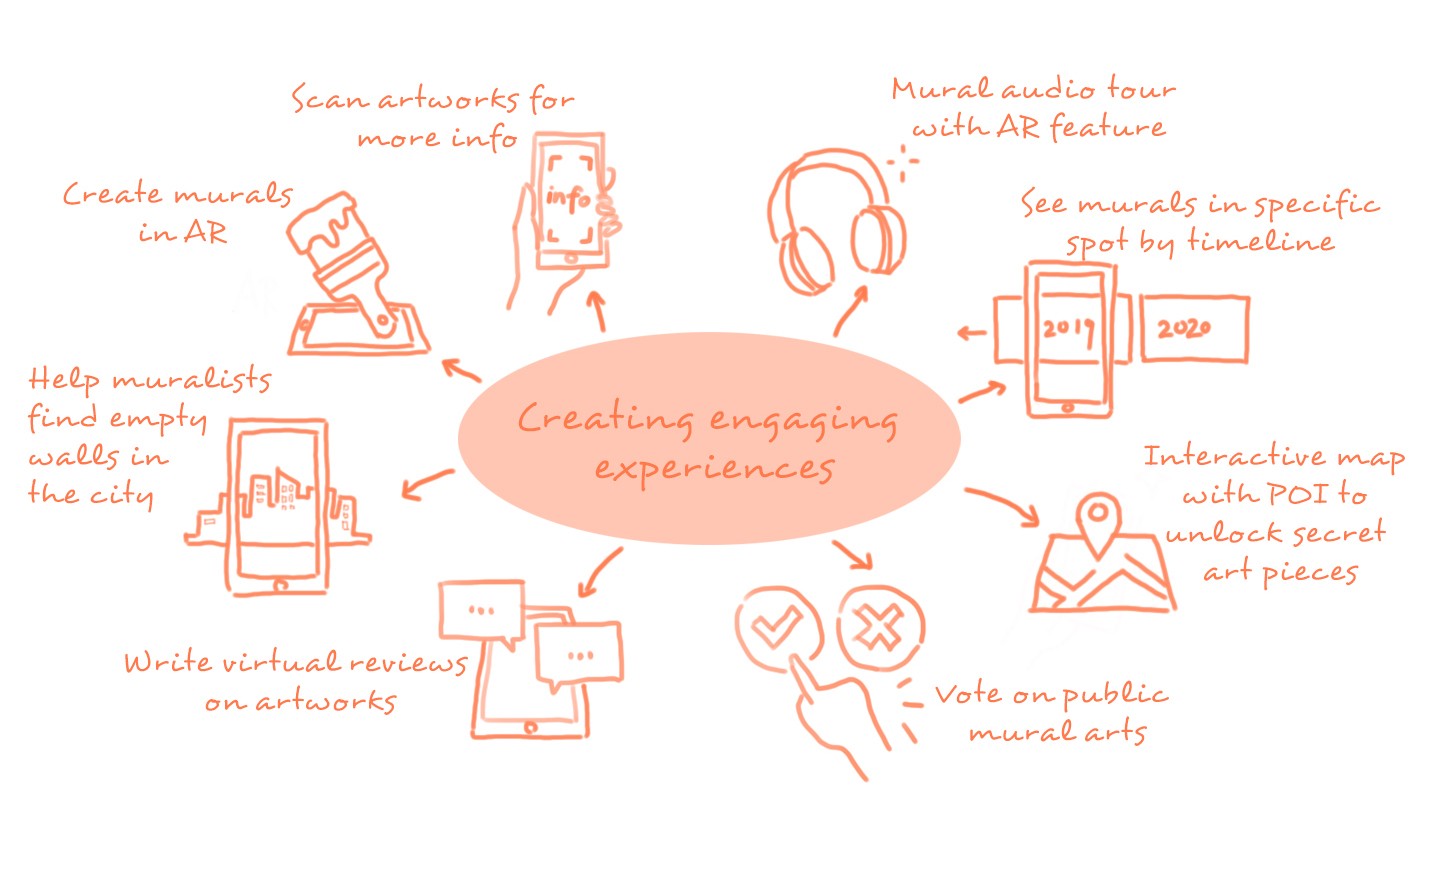 Scan artworks for
more info
info
Mural audio tour
with AR feature
Create murals
in AR
See murals in specific
spot by timeline
2019
2020
Creating engaging
experiences
Help muralists
find empty
walls in
the city
Interactive map
with POI to
unlock secret
art pieces
Write virtual reviews
on artworks
Vote on public
mural arts